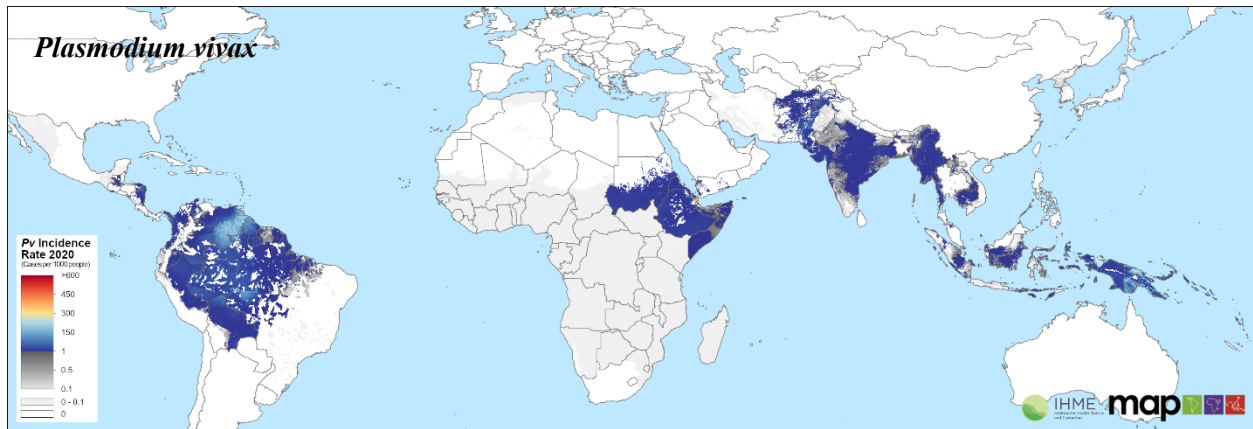 Plasmodium vivax
Pv Incidence
Rate 2020
(Cases per 1000 people)
>600
450
300
150
1
0.5
0.1
0 - 0.1
0
IHME
map